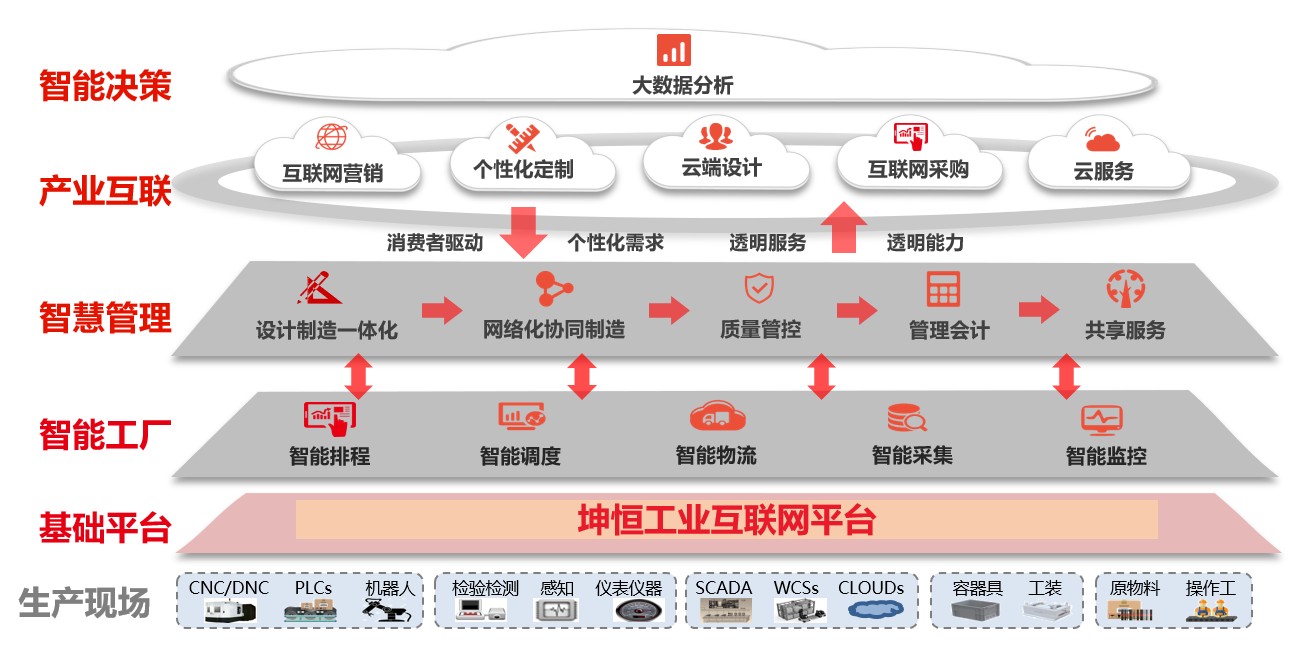 智能决策
大数据分析
产业互联
互联网营销
个性化定制
云端设计
互联网采购
云服务
消费者驱动
个性化需求
透明服务
透明能力
智慧管理
设计制造一体化
网络化协同制造
质量管控
管理会计
共享服务
智能工厂
智能排程
智能调度
智能物流
智能采集
智能监控
基础平台
坤恒工业互联网平台
生产现场
CNC/DNC
PLCs
机器人
检验检测
感知
仪表仪器
SCADA
WCSs
CLOUDs
容器具
工装
原物料
操作工